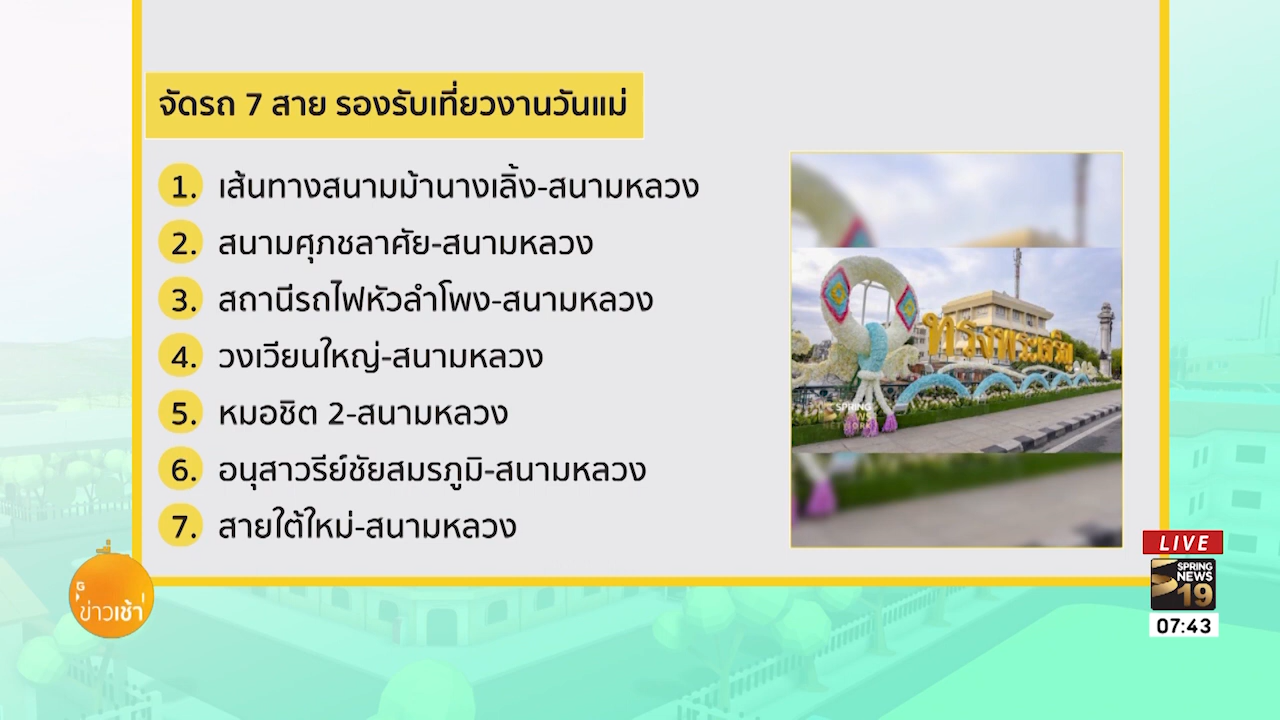 จัดรถ 7 สาย รองรับเที่ยวงานวันแม่
1. เส้นทางสนามม้านางเลิ้ง-สนามหลวง
2. สนามศุภชลาศัย-สนามหลวง
3. สถานีรถไฟหัวลำโพง-สนามหลวง
4. วงเวียนใหญ่-สนามหลวง
5. หมอชิต 2-สนามหลวง
6. อนุสาวรีย์ชัยสมรภูมิ-สนามหลวง
7. สายใต้ใหม่-สนามหลวง
ทรงพระเจริญ
SPRING
NEWS
NETWORK
ข่าวเช้า
LIVE
SPRING
NEWS
19
07:43